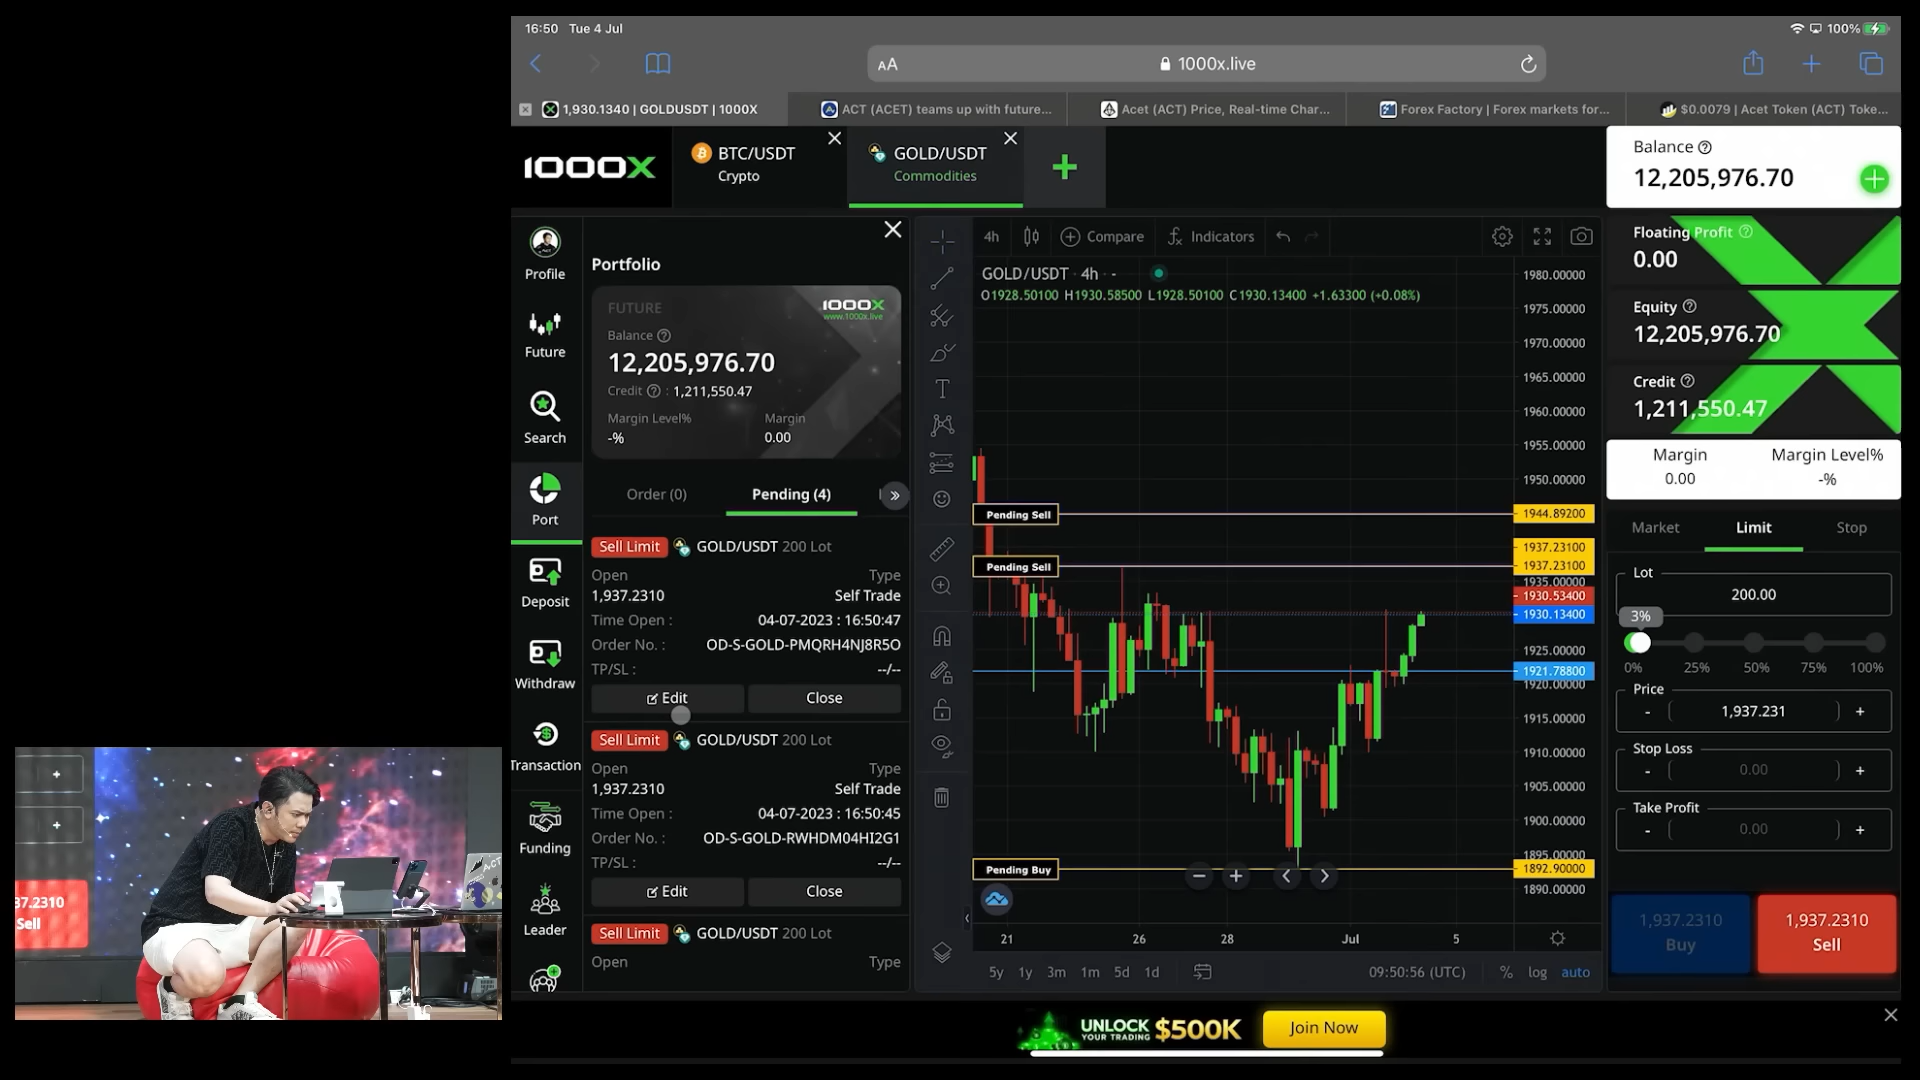 16:50 Tue 4 Jul
100%
AA
1000x.live
1,930.1340 | GOLDUSDT | 1000X
ACT (ACET) teams up with future...
Acet (ACT) Price, Real-time Char...
Forex Factory | Forex markets for...
$0.0079 | Acet Token (ACT) Toke...
1000X
BTC/USDT
Crypto
GOLD/USDT
Commodities
Balance
12,205,976.70
Profile
Future
Search
Port
Deposit
Withdraw
Transaction
Funding
Leader
Portfolio
FUTURE
1000X
www.1000x.live
Balance
12,205,976.70
Credit : 1,211,550.47
Margin Level%
Margin
-%
0.00
Order (0)
Pending (4)
Sell Limit GOLD/USDT 200 Lot
Open Type
1,937.2310 Self Trade
Time Open : 04-07-2023 : 16:50:47
Order No. : OD-S-GOLD-PMQRH4NJ8R5O
TP/SL : --/--
Edit
Close
Sell Limit GOLD/USDT 200 Lot
Open Type
1,937.2310 Self Trade
Time Open : 04-07-2023 : 16:50:45
Order No. : OD-S-GOLD-RWHDM04HI2G1
TP/SL : --/--
Edit
Close
Sell Limit GOLD/USDT 200 Lot
Open Type
4h
Compare
Indicators
GOLD/USDT · 4h · -
O1928.50100 H1930.58500 L1928.50100 C1930.13400 +1.63300 (+0.08%)
Pending Sell
Pending Sell
Pending Buy
1980.00000
1975.00000
1970.00000
1965.00000
1960.00000
1955.00000
1950.00000
1944.89200
1937.23100
1937.23100
1935.00000
1930.53400
1930.13400
1925.00000
1921.78800
1920.00000
1915.00000
1910.00000
1905.00000
1900.00000
1895.00000
1892.90000
1890.00000
21 26 28 Jul 5
5y 1y 3m 1m 5d 1d
09:50:56 (UTC)
% log auto
Floating Profit
0.00
Equity
12,205,976.70
Credit
1,211,550.47
Margin
0.00
Margin Level%
-%
Market
Limit
Stop
Lot
200.00
3%
0% 25% 50% 75% 100%
Price
- 1,937.231 +
Stop Loss
- 0.00 +
Take Profit
- 0.00 +
1,937.2310
Buy
1,937.2310
Sell
37.2310
Sell
UNLOCK
YOUR TRADING
$500K
Join Now